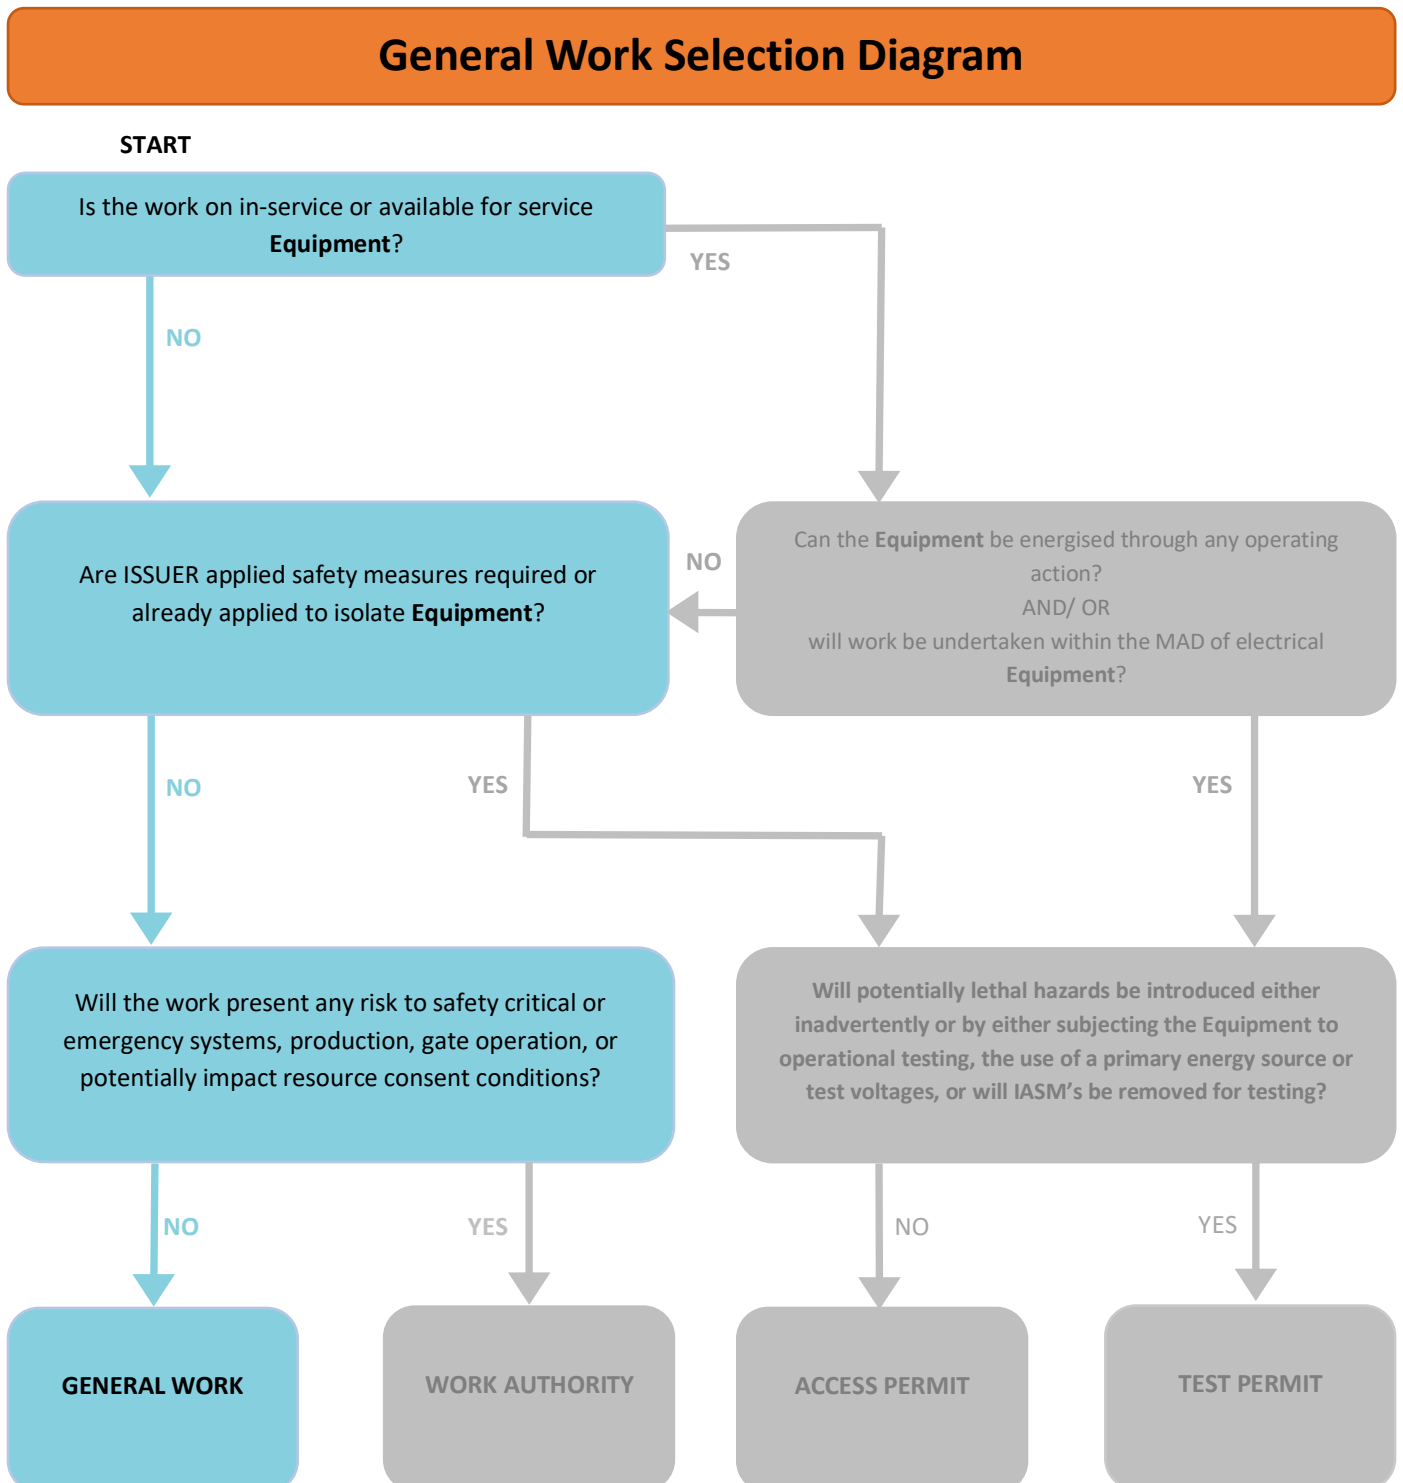 General Work Selection Diagram
START
Is the work on in-service or available for service
Equipment?
YES
NO
Are ISSUER applied safety measures required or
already applied to isolate Equipment?
NO
Can the Equipment be energised through any operating
action?
AND/ OR
will work be undertaken within the MAD of electrical
Equipment?
NO
YES
YES
Will the work present any risk to safety critical or
emergency systems, production, gate operation, or
potentially impact resource consent conditions?
Will potentially lethal hazards be introduced either
inadvertently or by either subjecting the Equipment to
operational testing, the use of a primary energy source or
test voltages, or will IASM's be removed for testing?
NO
YES
NO
YES
GENERAL WORK
WORK AUTHORITY
ACCESS PERMIT
TEST PERMIT